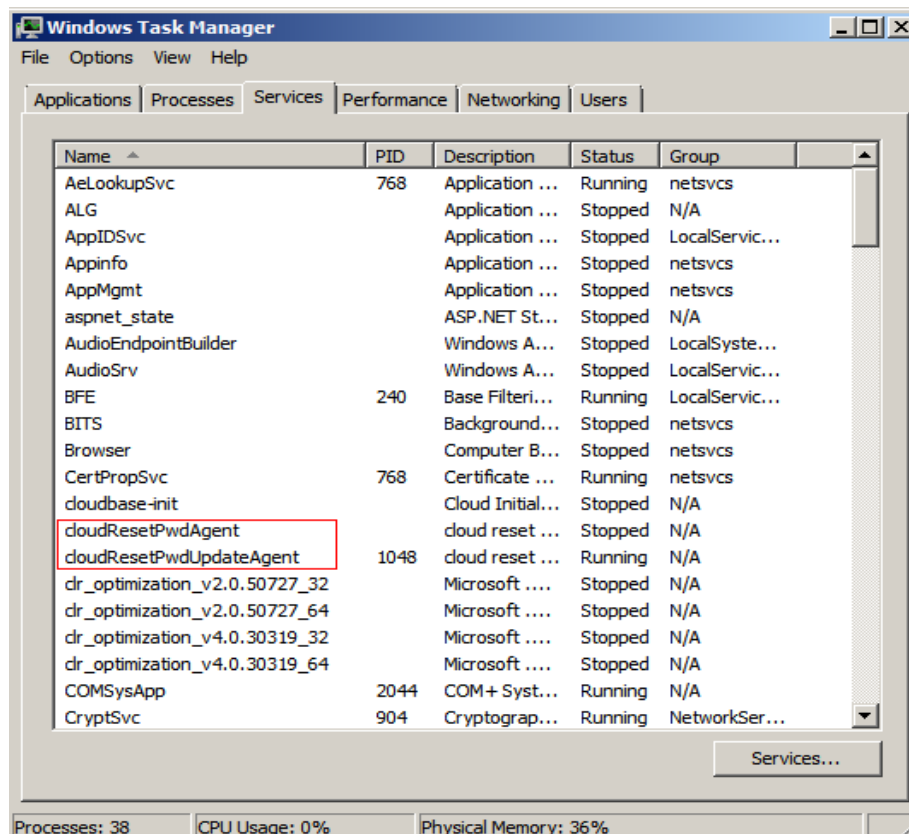 Windows Task Manager
File Options View Help
Applications Processes Services Performance Networking Users
Name PID Description Status Group
AeLookupSvc 768 Application ... Running netsvcs
ALG Application ... Stopped N/A
AppIDSvc Application ... Stopped LocalServic...
Appinfo Application ... Stopped netsvcs
AppMgmt Application ... Stopped netsvcs
aspnet_state ASP.NET St... Stopped N/A
AudioEndpointBuilder Windows A... Stopped LocalSyste...
AudioSrv Windows A... Stopped LocalServic...
BFE 240 Base Filteri... Running LocalServic...
BITS Background... Stopped netsvcs
Browser Computer B... Stopped netsvcs
CertPropSvc 768 Certificate ... Running netsvcs
cloudbase-init Cloud Initial... Stopped N/A
cloudResetPwdAgent cloud reset ... Stopped N/A
cloudResetPwdUpdateAgent 1048 cloud reset ... Running N/A
clr_optimization_v2.0.50727_32 Microsoft .... Stopped N/A
clr_optimization_v2.0.50727_64 Microsoft .... Stopped N/A
clr_optimization_v4.0.30319_32 Microsoft .... Stopped N/A
clr_optimization_v4.0.30319_64 Microsoft .... Stopped N/A
COMSysApp 2044 COM+ Syst... Running N/A
CryptSvc 904 Cryptograp... Running NetworkSer...
Services...
Processes: 38 CPU Usage: 0% Physical Memory: 36%